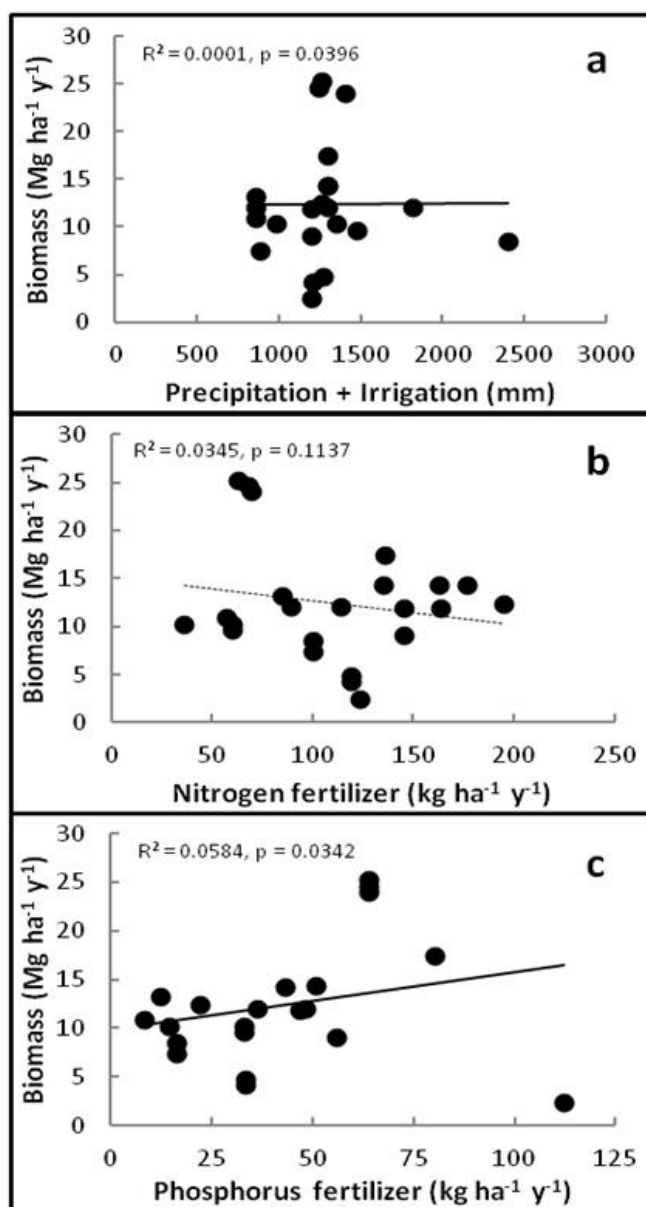 R² = 0.0001, p = 0.0396
a
Biomass (Mg ha⁻¹ y⁻¹)
30
25
20
15
10
5
0
0 500 1000 1500 2000 2500 3000
Precipitation + Irrigation (mm)
R² = 0.0345, p = 0.1137
b
Biomass (Mg ha⁻¹ y⁻¹)
30
25
20
15
10
5
0
0 50 100 150 200 250
Nitrogen fertilizer (kg ha⁻¹ y⁻¹)
R² = 0.0584, p = 0.0342
c
Biomass (Mg ha⁻¹ y⁻¹)
30
25
20
15
10
5
0
0 25 50 75 100 125
Phosphorus fertilizer (kg ha⁻¹ y⁻¹)